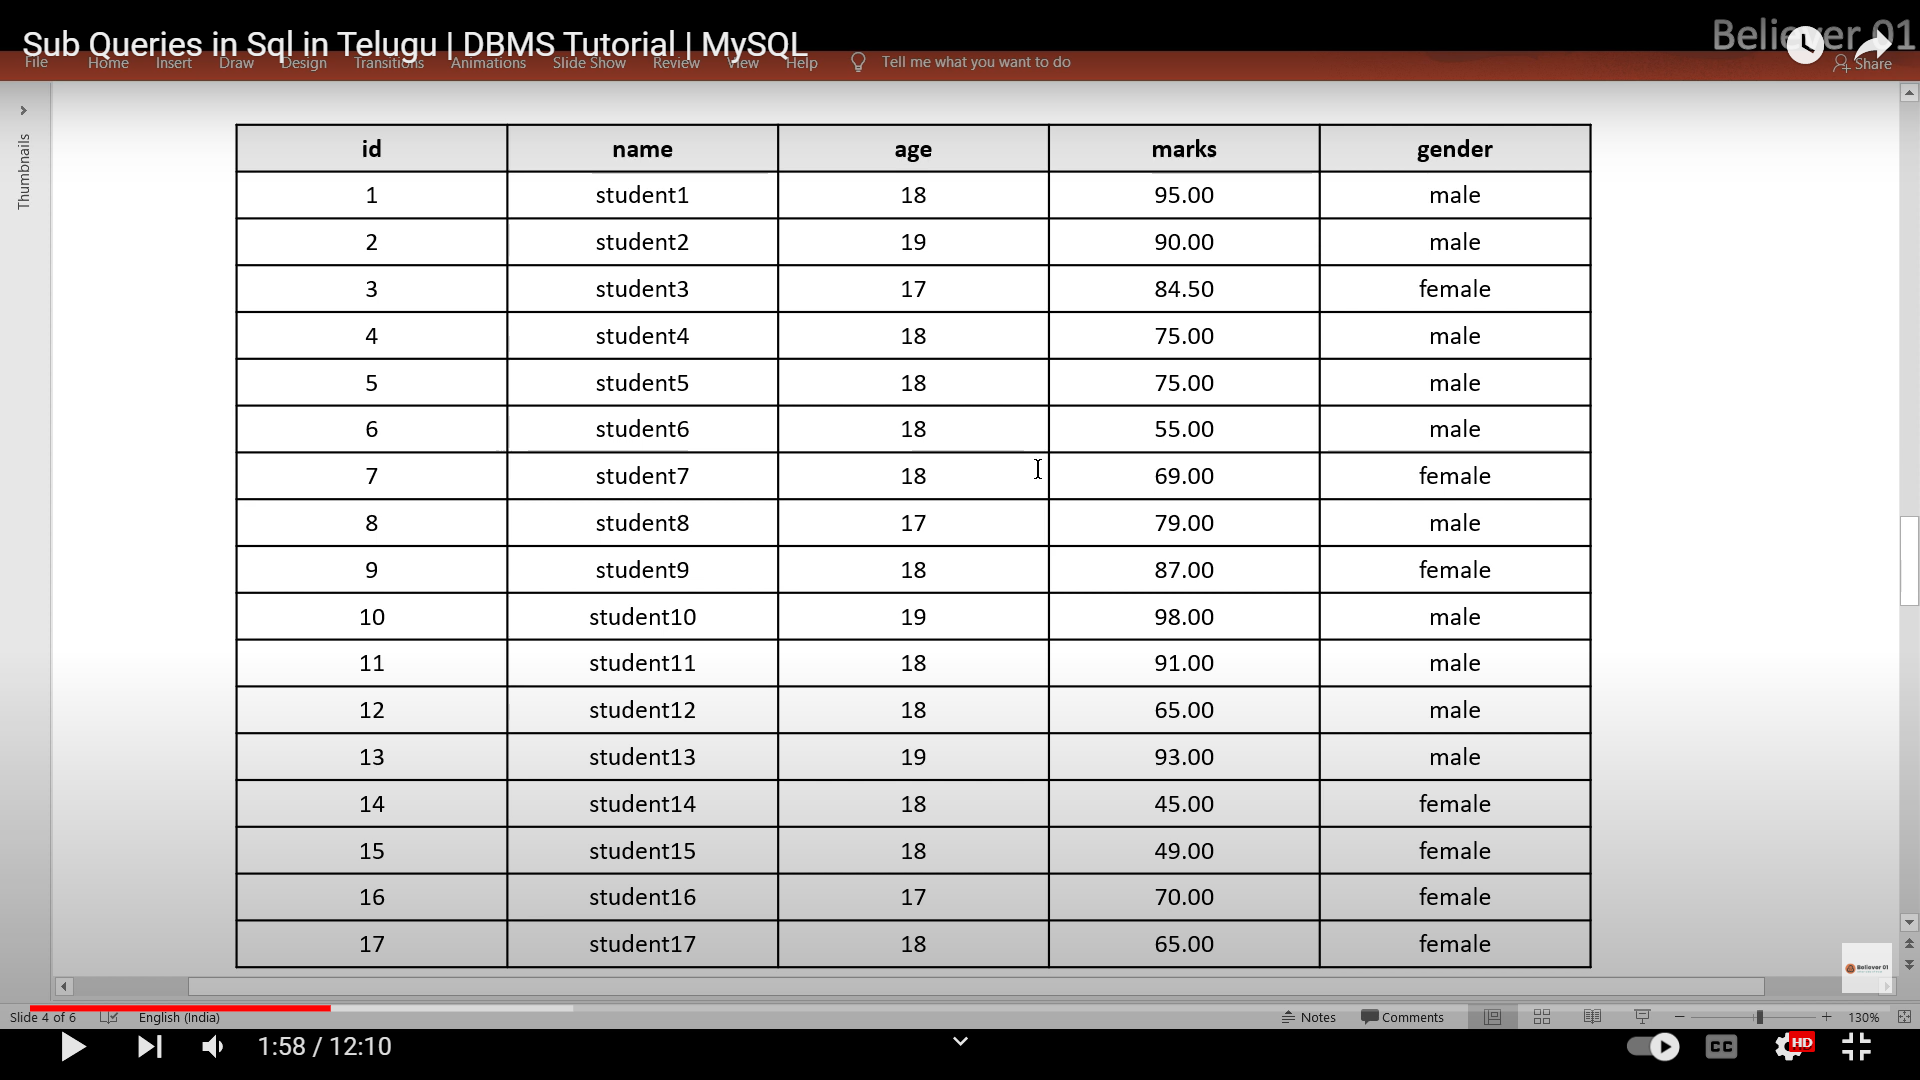 Sub Queries in Sql in Telugu | DBMS Tutorial | MySQL
Believer 01
File Home Insert Draw Design Transitions Animations Slide Show Review View Help Tell me what you want to do Share
Thumbnails
id name age marks gender
1 student1 18 95.00 male
2 student2 19 90.00 male
3 student3 17 84.50 female
4 student4 18 75.00 male
5 student5 18 75.00 male
6 student6 18 55.00 male
7 student7 18 69.00 female
8 student8 17 79.00 male
9 student9 18 87.00 female
10 student10 19 98.00 male
11 student11 18 91.00 male
12 student12 18 65.00 male
13 student13 19 93.00 male
14 student14 18 45.00 female
15 student15 18 49.00 female
16 student16 17 70.00 female
17 student17 18 65.00 female
Believer 01
Slide 4 of 6 English (India) Notes Comments 130%
1:58 / 12:10 CC HD